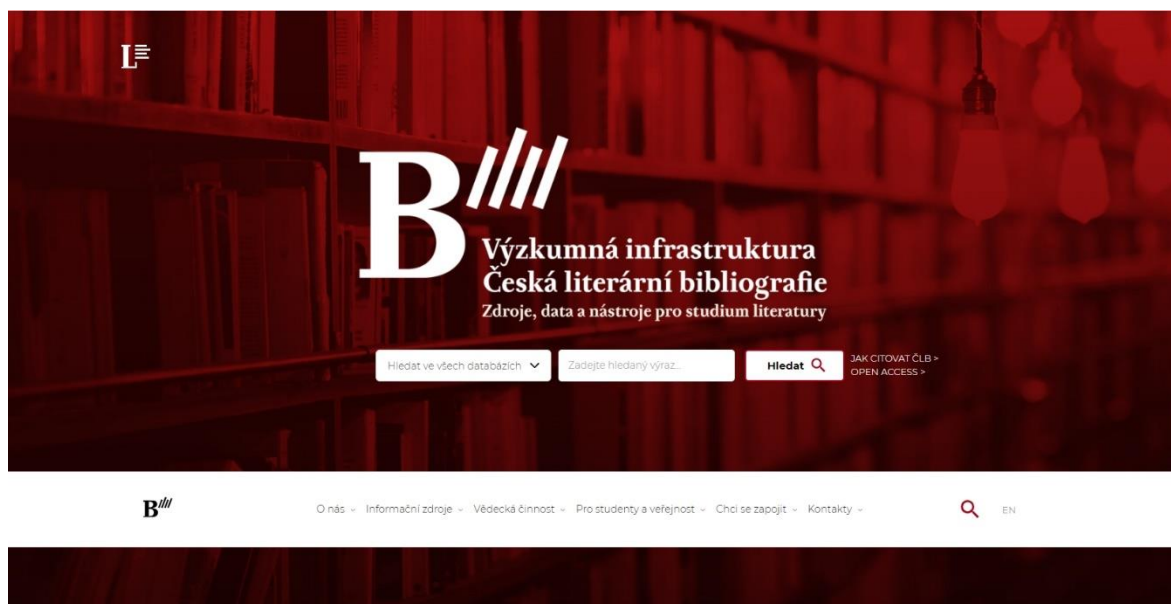 L
B
Výzkumná infrastruktura
Česká literární bibliografie
Zdroje, data a nástroje pro studium literatury
Hledat ve všech databázích Zadejte hledaný výraz... Hledat JAK CITOVAT ČLB >
OPEN ACCESS >
B O nás Informační zdroje Vědecká činnost Pro studenty a veřejnost Chci se zapojit Kontakty EN